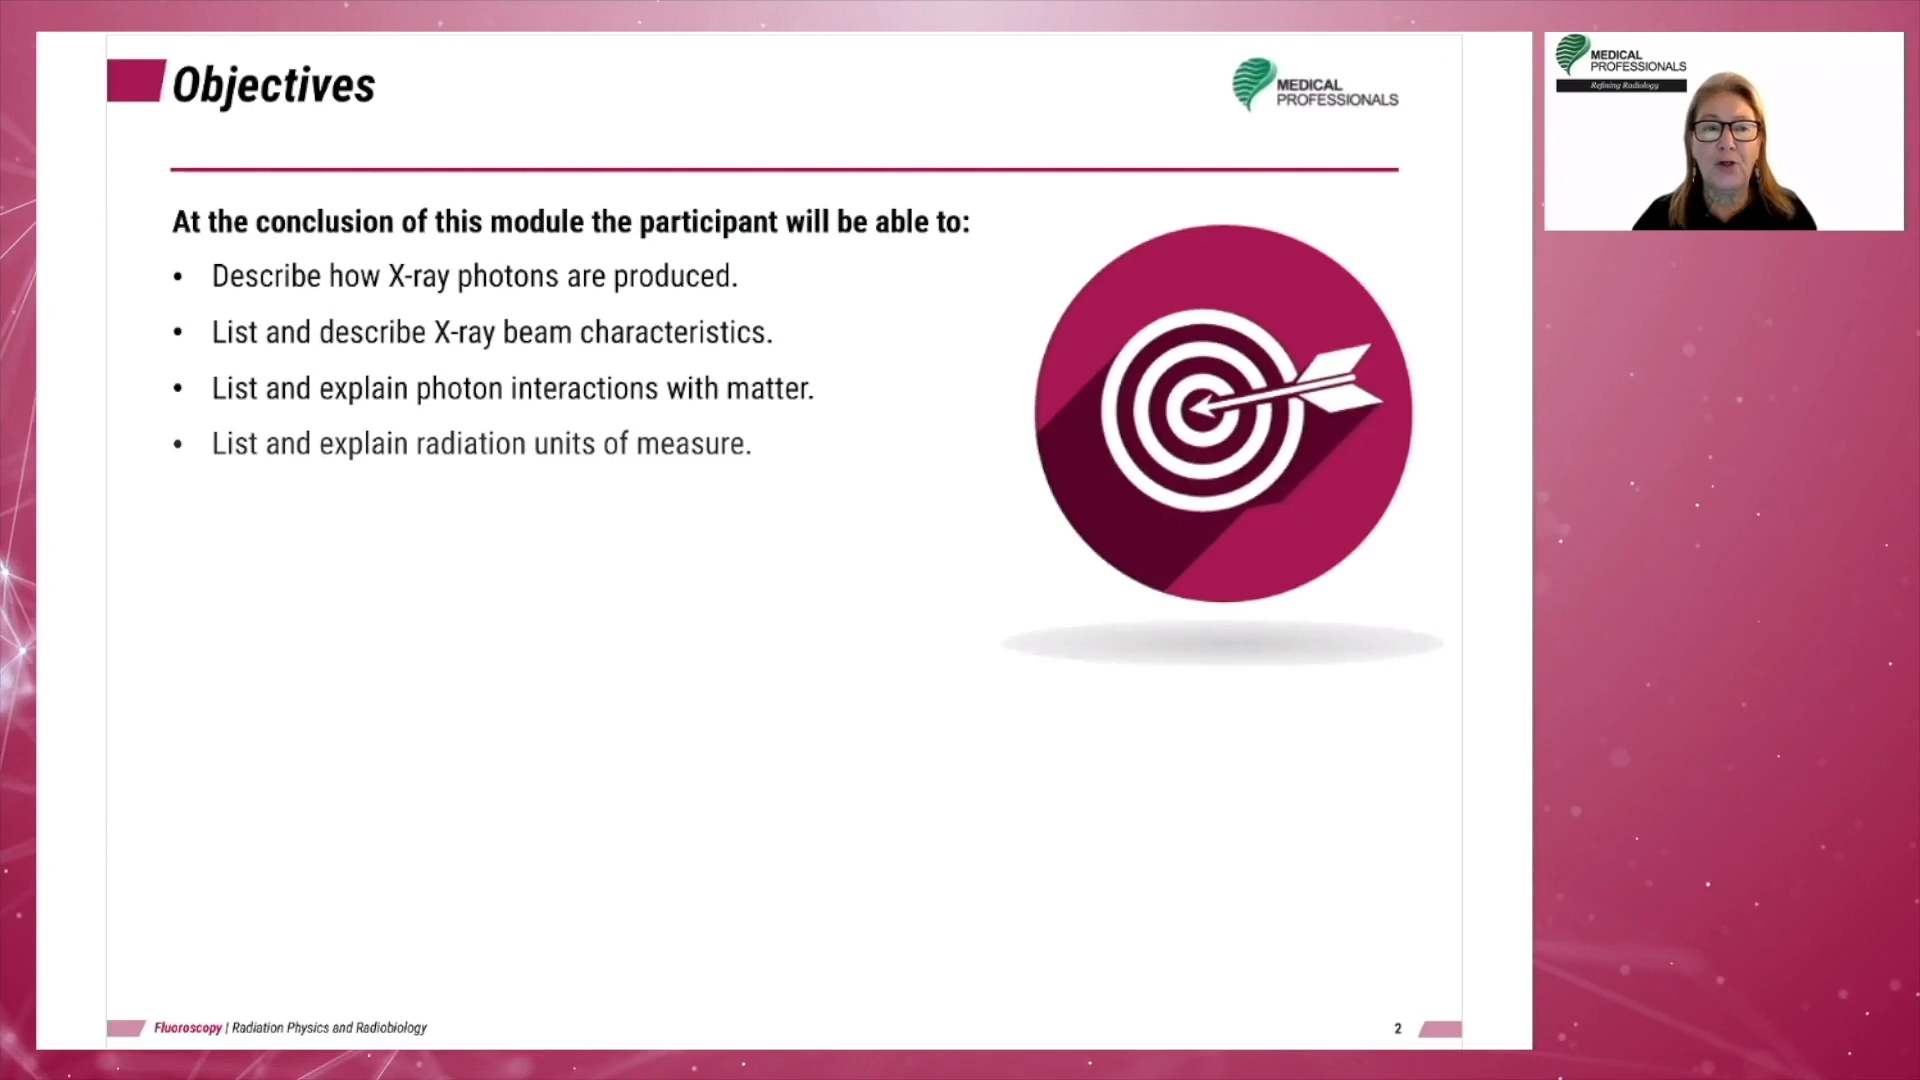 Objectives
MEDICAL
PROFESSIONALS
At the conclusion of this module the participant will be able to:
• Describe how X-ray photons are produced.
• List and describe X-ray beam characteristics.
• List and explain photon interactions with matter.
• List and explain radiation units of measure.
Fluoroscopy | Radiation Physics and Radiobiology
2
MEDICAL
PROFESSIONALS
Refining Radiology